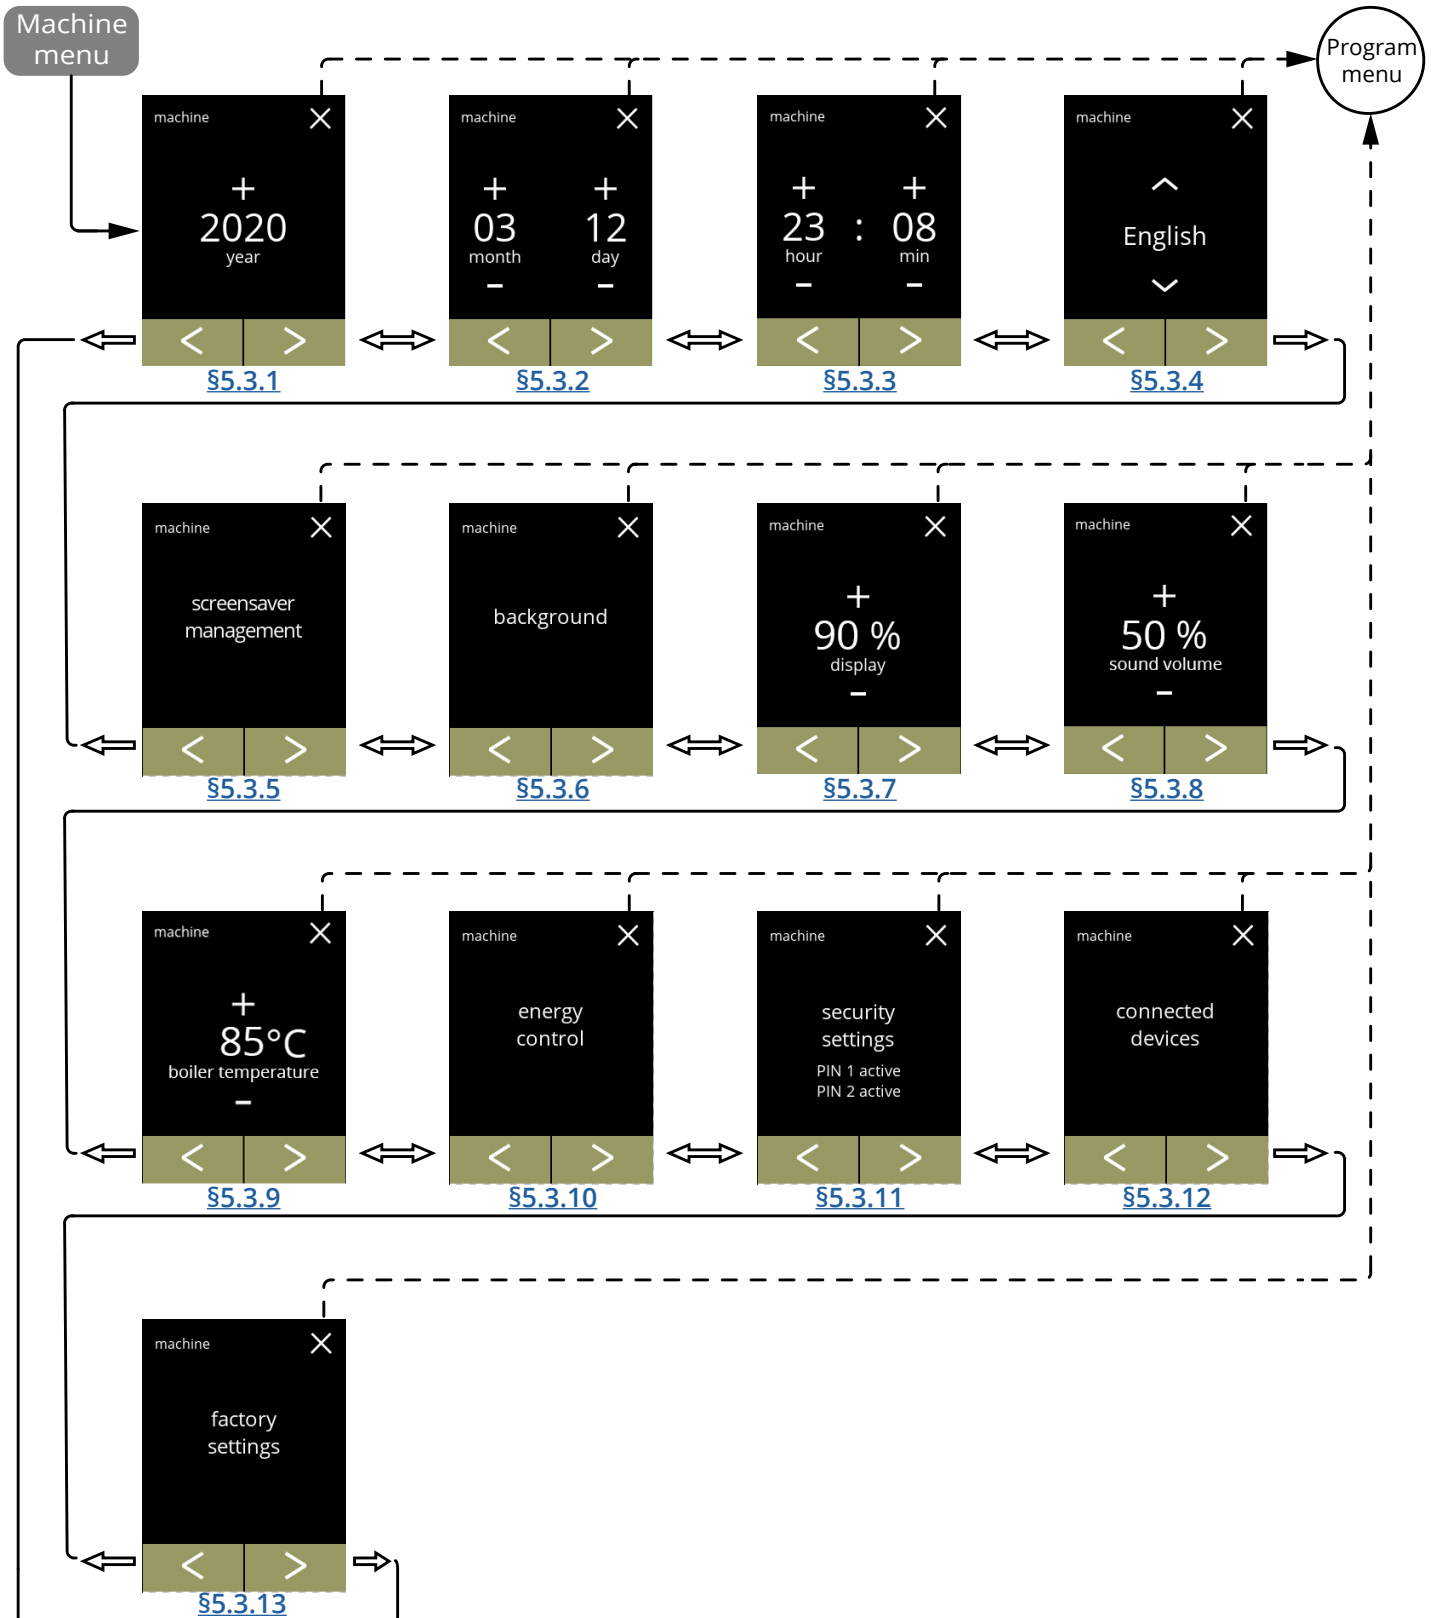 Machine
menu
Program
menu
machine
+
2020
year
< >
§5.3.1
machine
+ +
03 12
month day
- -
< >
§5.3.2
machine
+ +
23 : 08
hour min
- -
< >
§5.3.3
machine
English
< >
§5.3.4
machine
screensaver
management
< >
§5.3.5
machine
background
< >
§5.3.6
machine
+
90 %
display
-
< >
§5.3.7
machine
+
50 %
sound volume
-
< >
§5.3.8
machine
+
85°C
boiler temperature
-
< >
§5.3.9
machine
energy
control
< >
§5.3.10
machine
security
settings
PIN 1 active
PIN 2 active
< >
§5.3.11
machine
connected
devices
< >
§5.3.12
machine
factory
settings
< >
§5.3.13